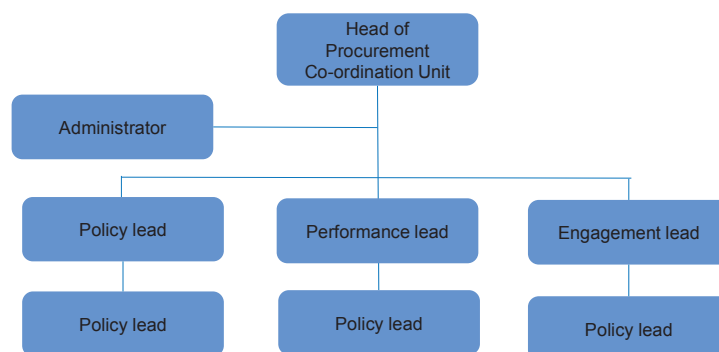 Head of
Procurement
Co-ordination Unit
Administrator
Policy lead
Performance lead
Engagement lead
Policy lead
Policy lead
Policy lead